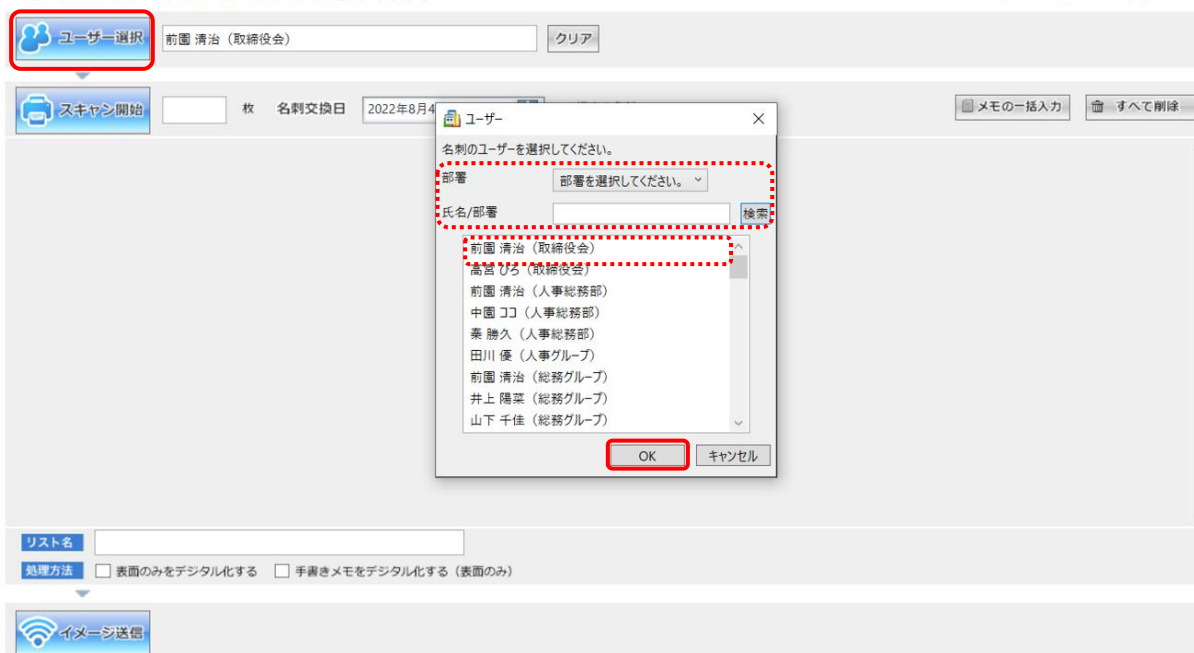 ユーザー選択 前園 清治（取締役会） クリア
スキャン開始 枚 名刺交換日 2022年8月4 メモの一括入力 すべて削除
ユーザー
名刺のユーザーを選択してください。
部署 部署を選択してください。
氏名/部署 検索
前園 清治（取締役会）
高宮 ひろ（取締役会）
前園 清治（人事総務部）
中園 ココ（人事総務部）
秦 勝久（人事総務部）
田川 優（人事グループ）
前園 清治（総務グループ）
井上 陽菜（総務グループ）
山下 千佳（総務グループ）
OK キャンセル
リスト名
処理方法 表面のみをデジタル化する 手書きメモをデジタル化する（表面のみ）
イメージ送信